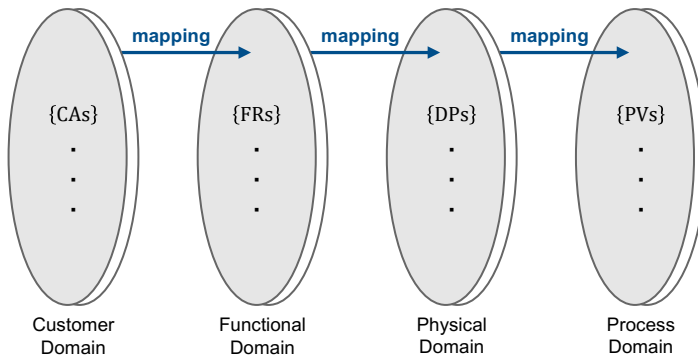 mapping mapping mapping
{CAs} {FRs} {DPs} {PVs}
Customer Domain
Functional Domain
Physical Domain
Process Domain